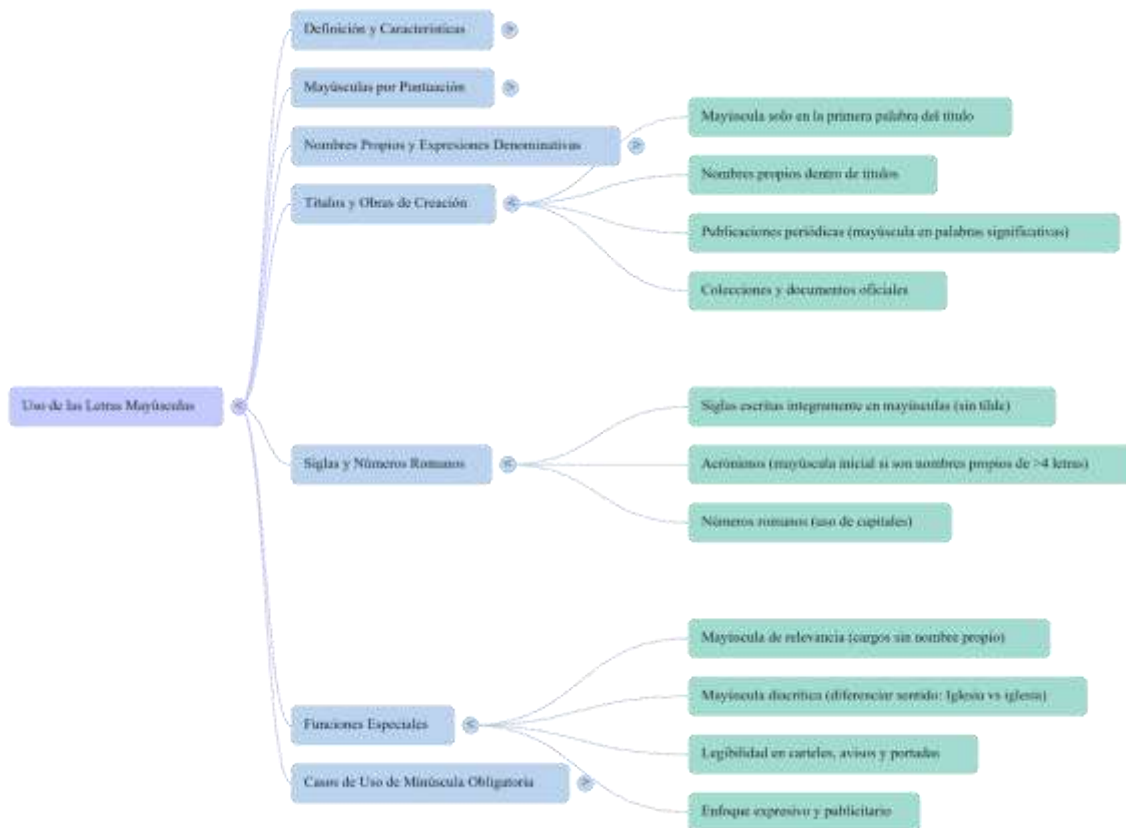 Uso de las Letras Mayúsculas
Definición y Características
Mayúsculas por Puntuación
Nombres Propios y Expresiones Denominativas
Títulos y Obras de Creación
Mayúscula solo en la primera palabra del título
Nombres propios dentro de títulos
Publicaciones periódicas (mayúscula en palabras significativas)
Colecciones y documentos oficiales
Siglas y Números Romanos
Siglas escritas íntegramente en mayúsculas (sin tilde)
Acrónimos (mayúscula inicial si son nombres propios de >4 letras)
Números romanos (uso de capitales)
Funciones Especiales
Mayúscula de relevancia (cargos sin nombre propio)
Mayúscula diacrítica (diferenciar sentido: Iglesia vs iglesia)
Legibilidad en carteles, avisos y portadas
Enfoque expresivo y publicitario
Casos de Uso de Minúscula Obligatoria